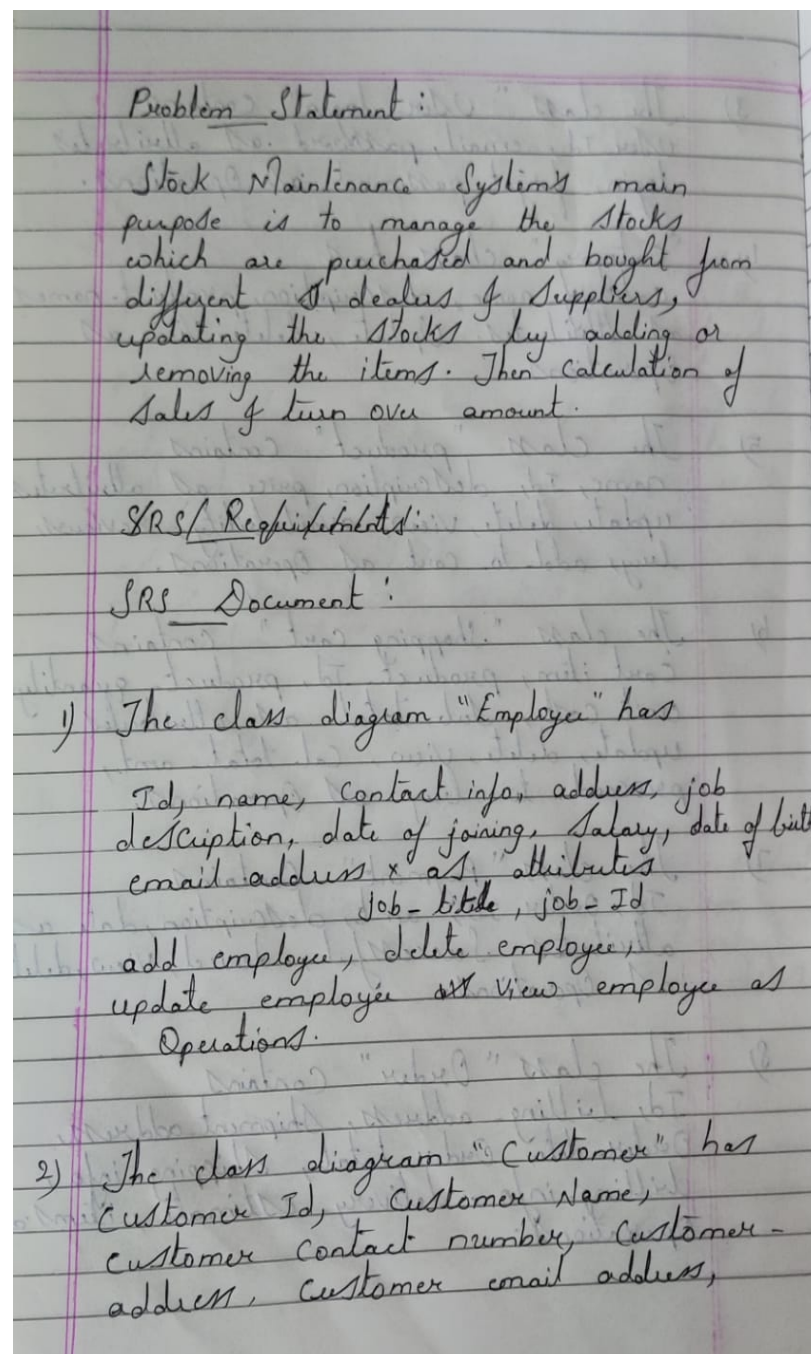 Problem Statement :
Stock Maintenance System's main
purpose is to manage the stocks
which are purchased and bought from
different dealers & suppliers,
updating the stocks by adding or
removing the items. Then calculation of
sales & turn over amount.
SRS/ Requirements:
SRS Document :
1) The class diagram "Employee" has
Id, name, contact info, address, job
description, date of joining, salary, date of birt
email address x as attributes
job-title, job-Id
add employee, delete employee,
update employee view employee as
Operations.
2) The class diagram "Customer" has
Customer Id, Customer Name,
customer contact number, Customer-
address, Customer email address,